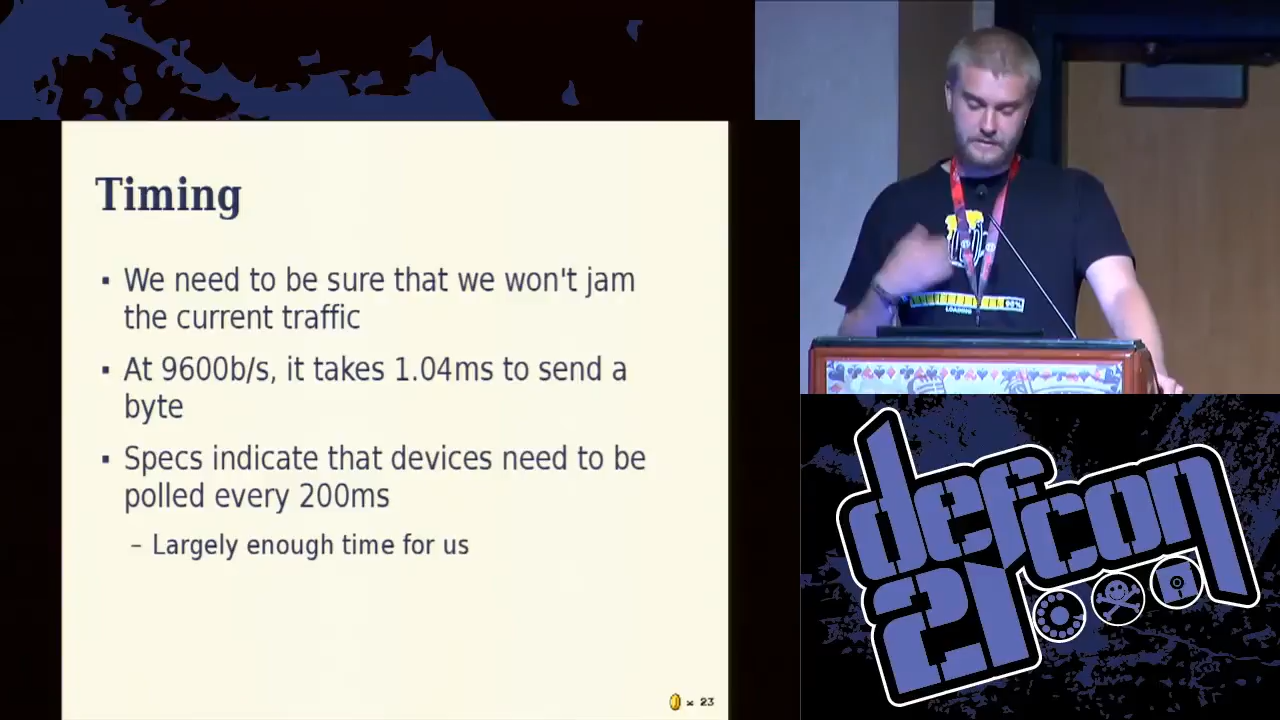 Timing
▪ We need to be sure that we won't jam
the current traffic
▪ At 9600b/s, it takes 1.04ms to send a
byte
▪ Specs indicate that devices need to be
polled every 200ms
– Largely enough time for us
× 23
LOADING
defcon
21